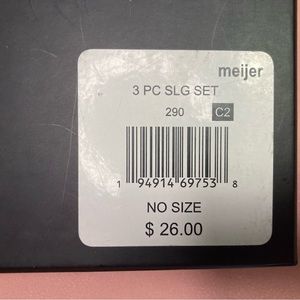 meijer
3 PC SLG SET
290 C2
1 94914 69753 8
NO SIZE
$ 26.00